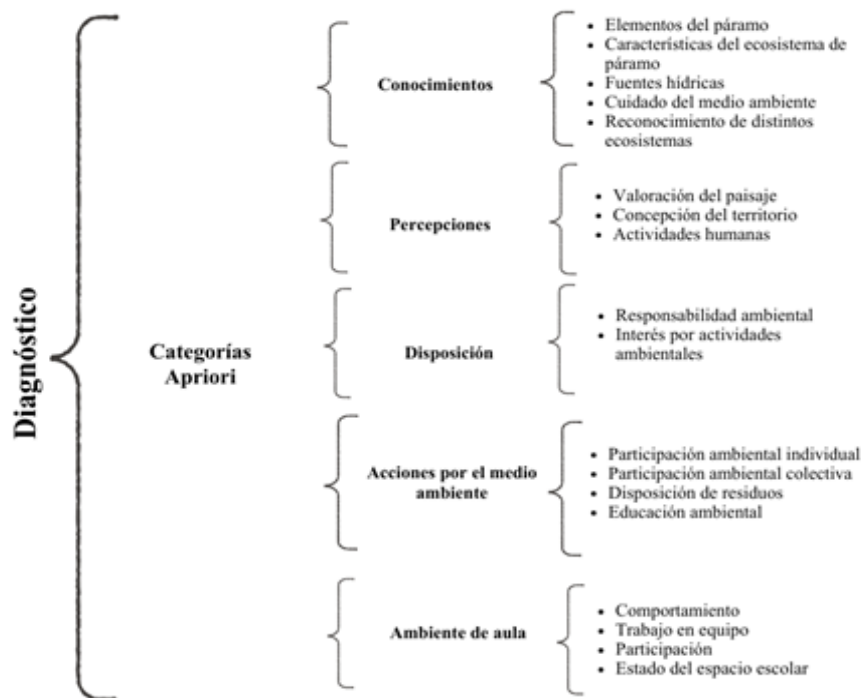 Diagnóstico
Categorías
Apriori
Conocimientos
• Elementos del páramo
• Características del ecosistema de
páramo
• Fuentes hídricas
• Cuidado del medio ambiente
• Reconocimiento de distintos
ecosistemas
Percepciones
• Valoración del paisaje
• Concepción del territorio
• Actividades humanas
Disposición
• Responsabilidad ambiental
• Interés por actividades
ambientales
Acciones por el medio
ambiente
• Participación ambiental individual
• Participación ambiental colectiva
• Disposición de residuos
• Educación ambiental
Ambiente de aula
• Comportamiento
• Trabajo en equipo
• Participación
• Estado del espacio escolar